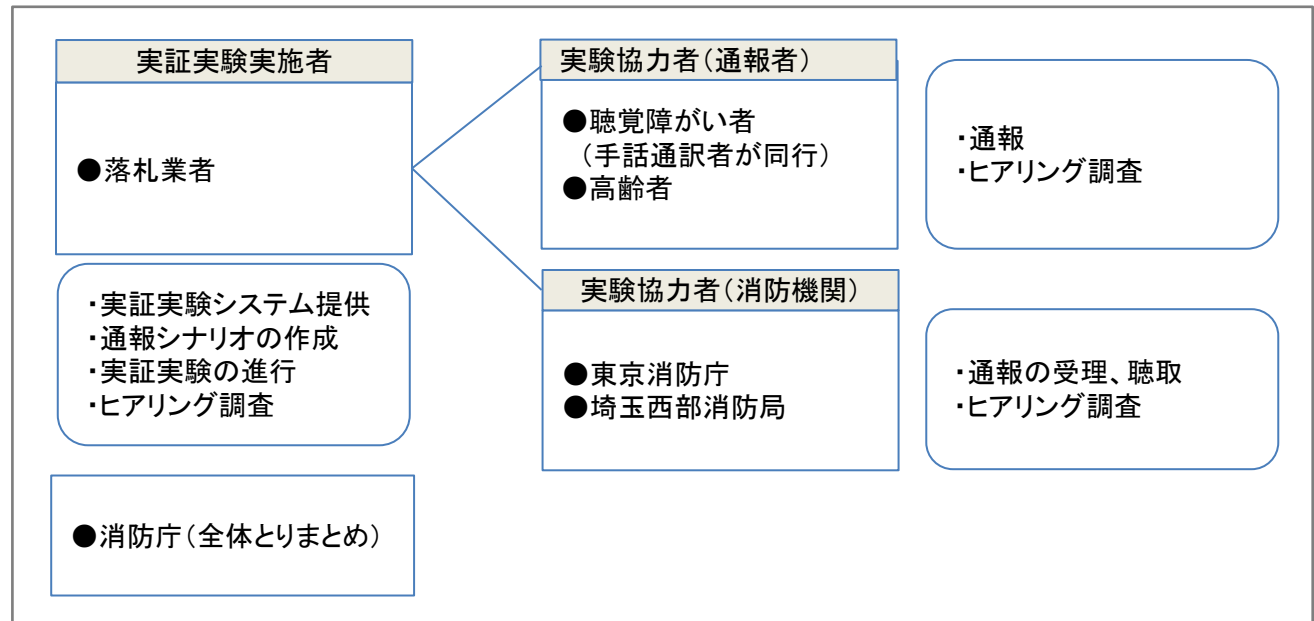 実証実験実施者
●落札業者
・実証実験システム提供
・通報シナリオの作成
・実証実験の進行
・ヒアリング調査
●消防庁(全体とりまとめ)
実験協力者(通報者)
●聴覚障がい者
(手話通訳者が同行)
●高齢者
・通報
・ヒアリング調査
実験協力者(消防機関)
●東京消防庁
●埼玉西部消防局
・通報の受理、聴取
・ヒアリング調査